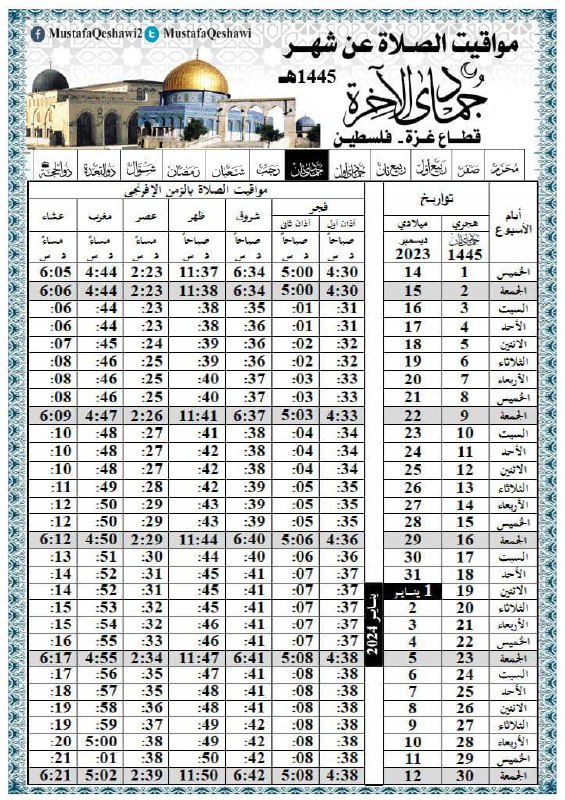 MustafaQeshawi2 MustafaQeshawi
مواقيت الصلاة عن شهر
جمادى الآخرة 1445هـ
قطاع غزة - فلسطين
محرم صفر ربيع أول ربيع ثان جمادى أول جمادى ثان رجب شعبان رمضان شوال ذو القعدة ذو الحجة
أيام الأسبوع تواريخ مواقيت الصلاة بالزمن الإفرنجي
هجري ميلادي فجر شروق ظهر عصر مغرب عشاء
أذان أول أذان ثاني
جمادى ثان ديسمبر صباحاً صباحاً صباحاً صباحاً مساءً مساءً مساءً
1445 2023 د س د س د س د س د س د س د س
الخميس 1 14 4:30 5:00 6:34 11:37 2:23 4:44 6:05
الجمعة 2 15 4:30 5:00 6:34 11:38 2:23 4:44 6:06
السبت 3 16 :31 :01 :35 :38 :23 :44 :06
الأحد 4 17 :31 :01 :36 :38 :23 :44 :06
الاثنين 5 18 :32 :02 :36 :39 :24 :45 :07
الثلاثاء 6 19 :32 :02 :36 :39 :25 :46 :08
الأربعاء 7 20 :33 :03 :37 :40 :25 :46 :08
الخميس 8 21 :33 :03 :37 :40 :25 :46 :08
الجمعة 9 22 4:33 5:03 6:37 11:41 2:26 4:47 6:09
السبت 10 23 :34 :04 :38 :41 :27 :48 :10
الأحد 11 24 :34 :04 :38 :42 :27 :48 :10
الاثنين 12 25 :34 :04 :38 :42 :27 :48 :10
الثلاثاء 13 26 :35 :05 :39 :42 :28 :49 :11
الأربعاء 14 27 :35 :05 :39 :43 :29 :50 :12
الخميس 15 28 :35 :05 :39 :43 :29 :50 :12
الجمعة 16 29 4:36 5:06 6:40 11:44 2:29 4:50 6:12
السبت 17 30 :36 :06 :40 :44 :30 :51 :13
الأحد 18 31 :37 :07 :41 :45 :31 :52 :14
الاثنين 19 1 يناير :37 :07 :41 :45 :31 :52 :14
الثلاثاء 20 2 :37 :07 :41 :45 :32 :53 :15
الأربعاء 21 3 :37 :07 :41 :46 :32 :54 :15
الخميس 22 4 :37 :07 :41 :46 :33 :55 :16
الجمعة 23 5 4:38 5:08 6:41 11:47 2:34 4:55 6:17
السبت 24 6 :38 :08 :41 :47 :35 :56 :17
الأحد 25 7 :38 :08 :41 :48 :35 :57 :18
الاثنين 26 8 :38 :08 :41 :48 :36 :58 :19
الثلاثاء 27 9 :38 :08 :42 :49 :37 :59 :19
الأربعاء 28 10 :38 :08 :42 :49 :38 5:00 :20
الخميس 29 11 :38 :08 :42 :50 :38 :01 :21
الجمعة 30 12 4:38 5:08 6:42 11:50 2:39 5:02 6:21
يناير 2024